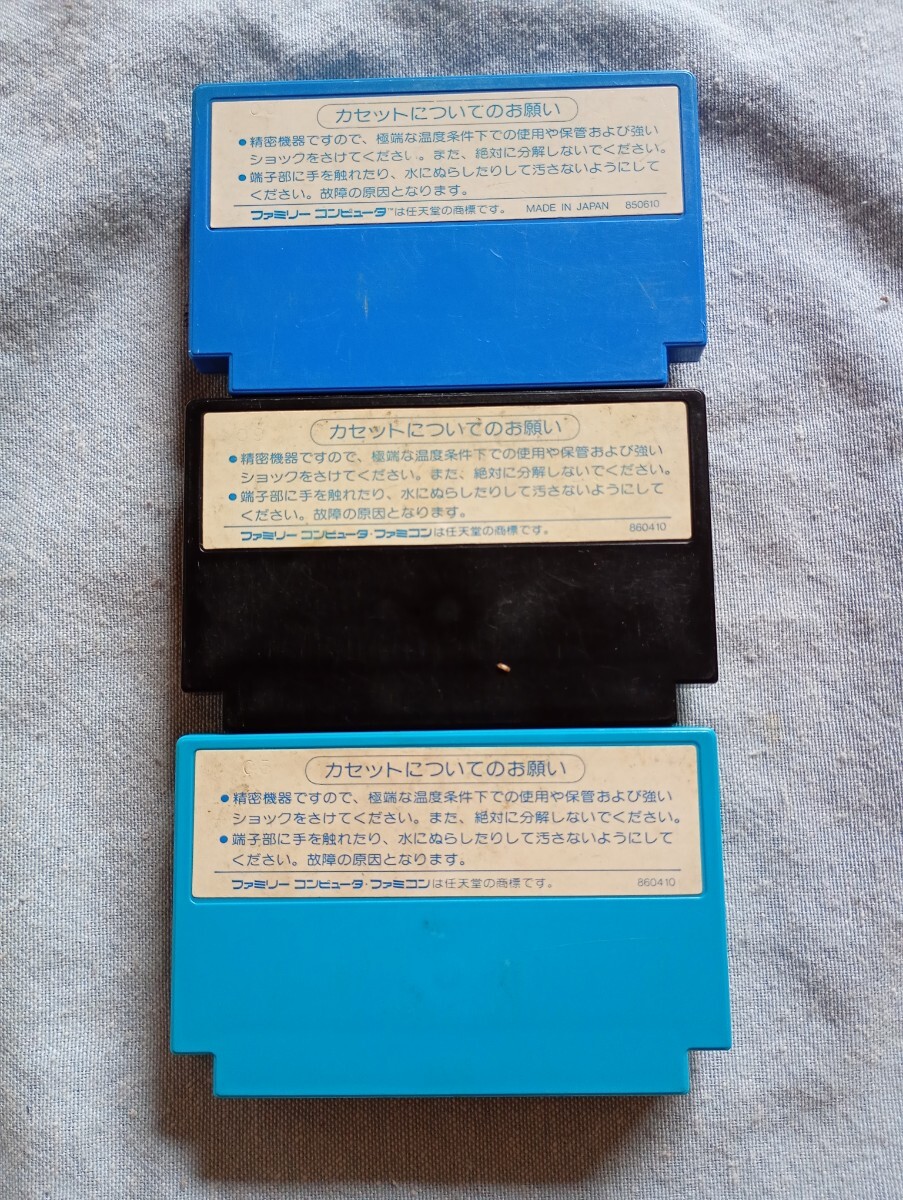 カセットについてのお願い
●精密機器ですので、極端な温度条件下での使用や保管および強い
ショックをさけてください。また、絶対に分解しないでください。
●端子部に手を触れたり、水にぬらしたりして汚さないようにして
ください。故障の原因となります。
ファミリー コンピュータ™は任天堂の商標です。 MADE IN JAPAN 850610
カセットについてのお願い
●精密機器ですので、極端な温度条件下での使用や保管および強い
ショックをさけてください。また、絶対に分解しないでください。
●端子部に手を触れたり、水にぬらしたりして汚さないようにして
ください。故障の原因となります。
ファミリー コンピュータ・ファミコンは任天堂の商標です。 860410
カセットについてのお願い
●精密機器ですので、極端な温度条件下での使用や保管および強い
ショックをさけてください。また、絶対に分解しないでください。
●端子部に手を触れたり、水にぬらしたりして汚さないようにして
ください。故障の原因となります。
ファミリー コンピュータ・ファミコンは任天堂の商標です。 860410